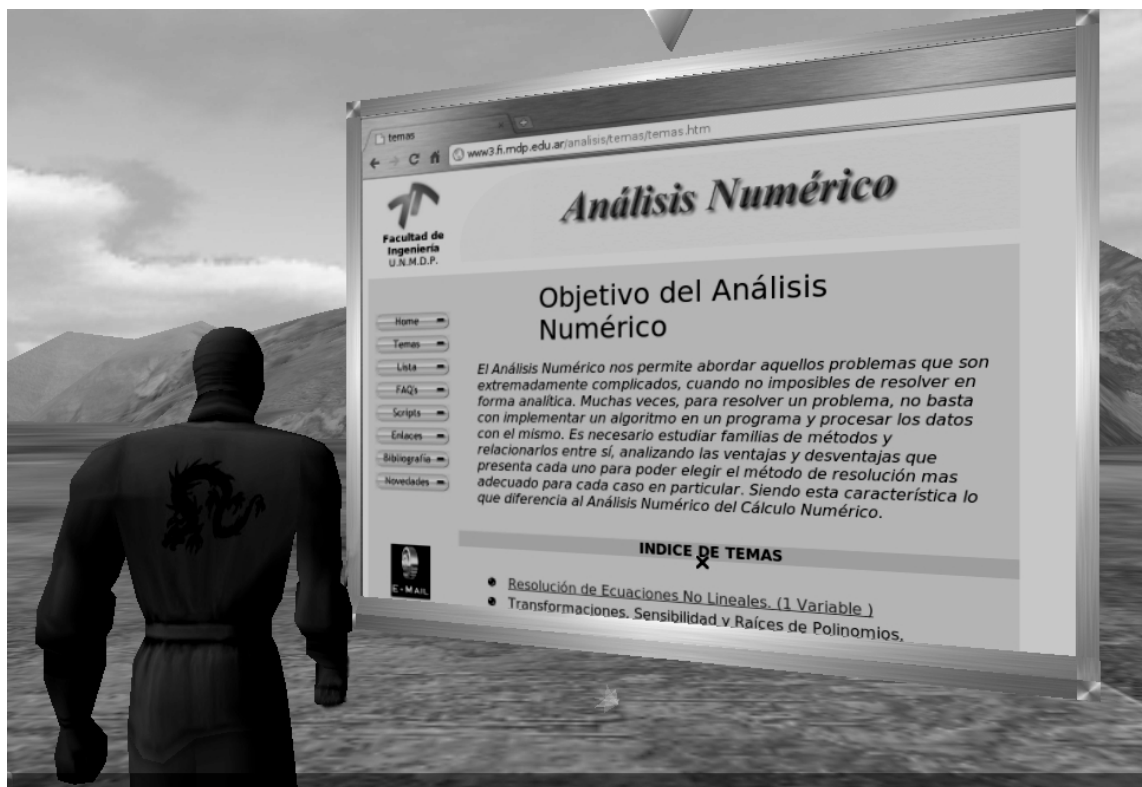 temas
www3.fi.mdp.edu.ar/analisis/temas/temas.htm
Análisis Numérico
Facultad de
Ingeniería
U.N.M.D.P.
Objetivo del Análisis
Numérico
Home
Temas
Lista
FAQ's
Scripts
Enlaces
Bibliografia
Novedades
E-MAIL
El Análisis Numérico nos permite abordar aquellos problemas que son
extremadamente complicados, cuando no imposibles de resolver en
forma analítica. Muchas veces, para resolver un problema, no basta
con implementar un algoritmo en un programa y procesar los datos
con el mismo. Es necesario estudiar familias de métodos y
relacionarlos entre sí, analizando las ventajas y desventajas que
presenta cada uno para poder elegir el método de resolución mas
adecuado para cada caso en particular. Siendo esta característica lo
que diferencia al Análisis Numérico del Cálculo Numérico.
INDICE DE TEMAS
Resolución de Ecuaciones No Lineales. (1 Variable )
Transformaciones, Sensibilidad y Raíces de Polinomios,